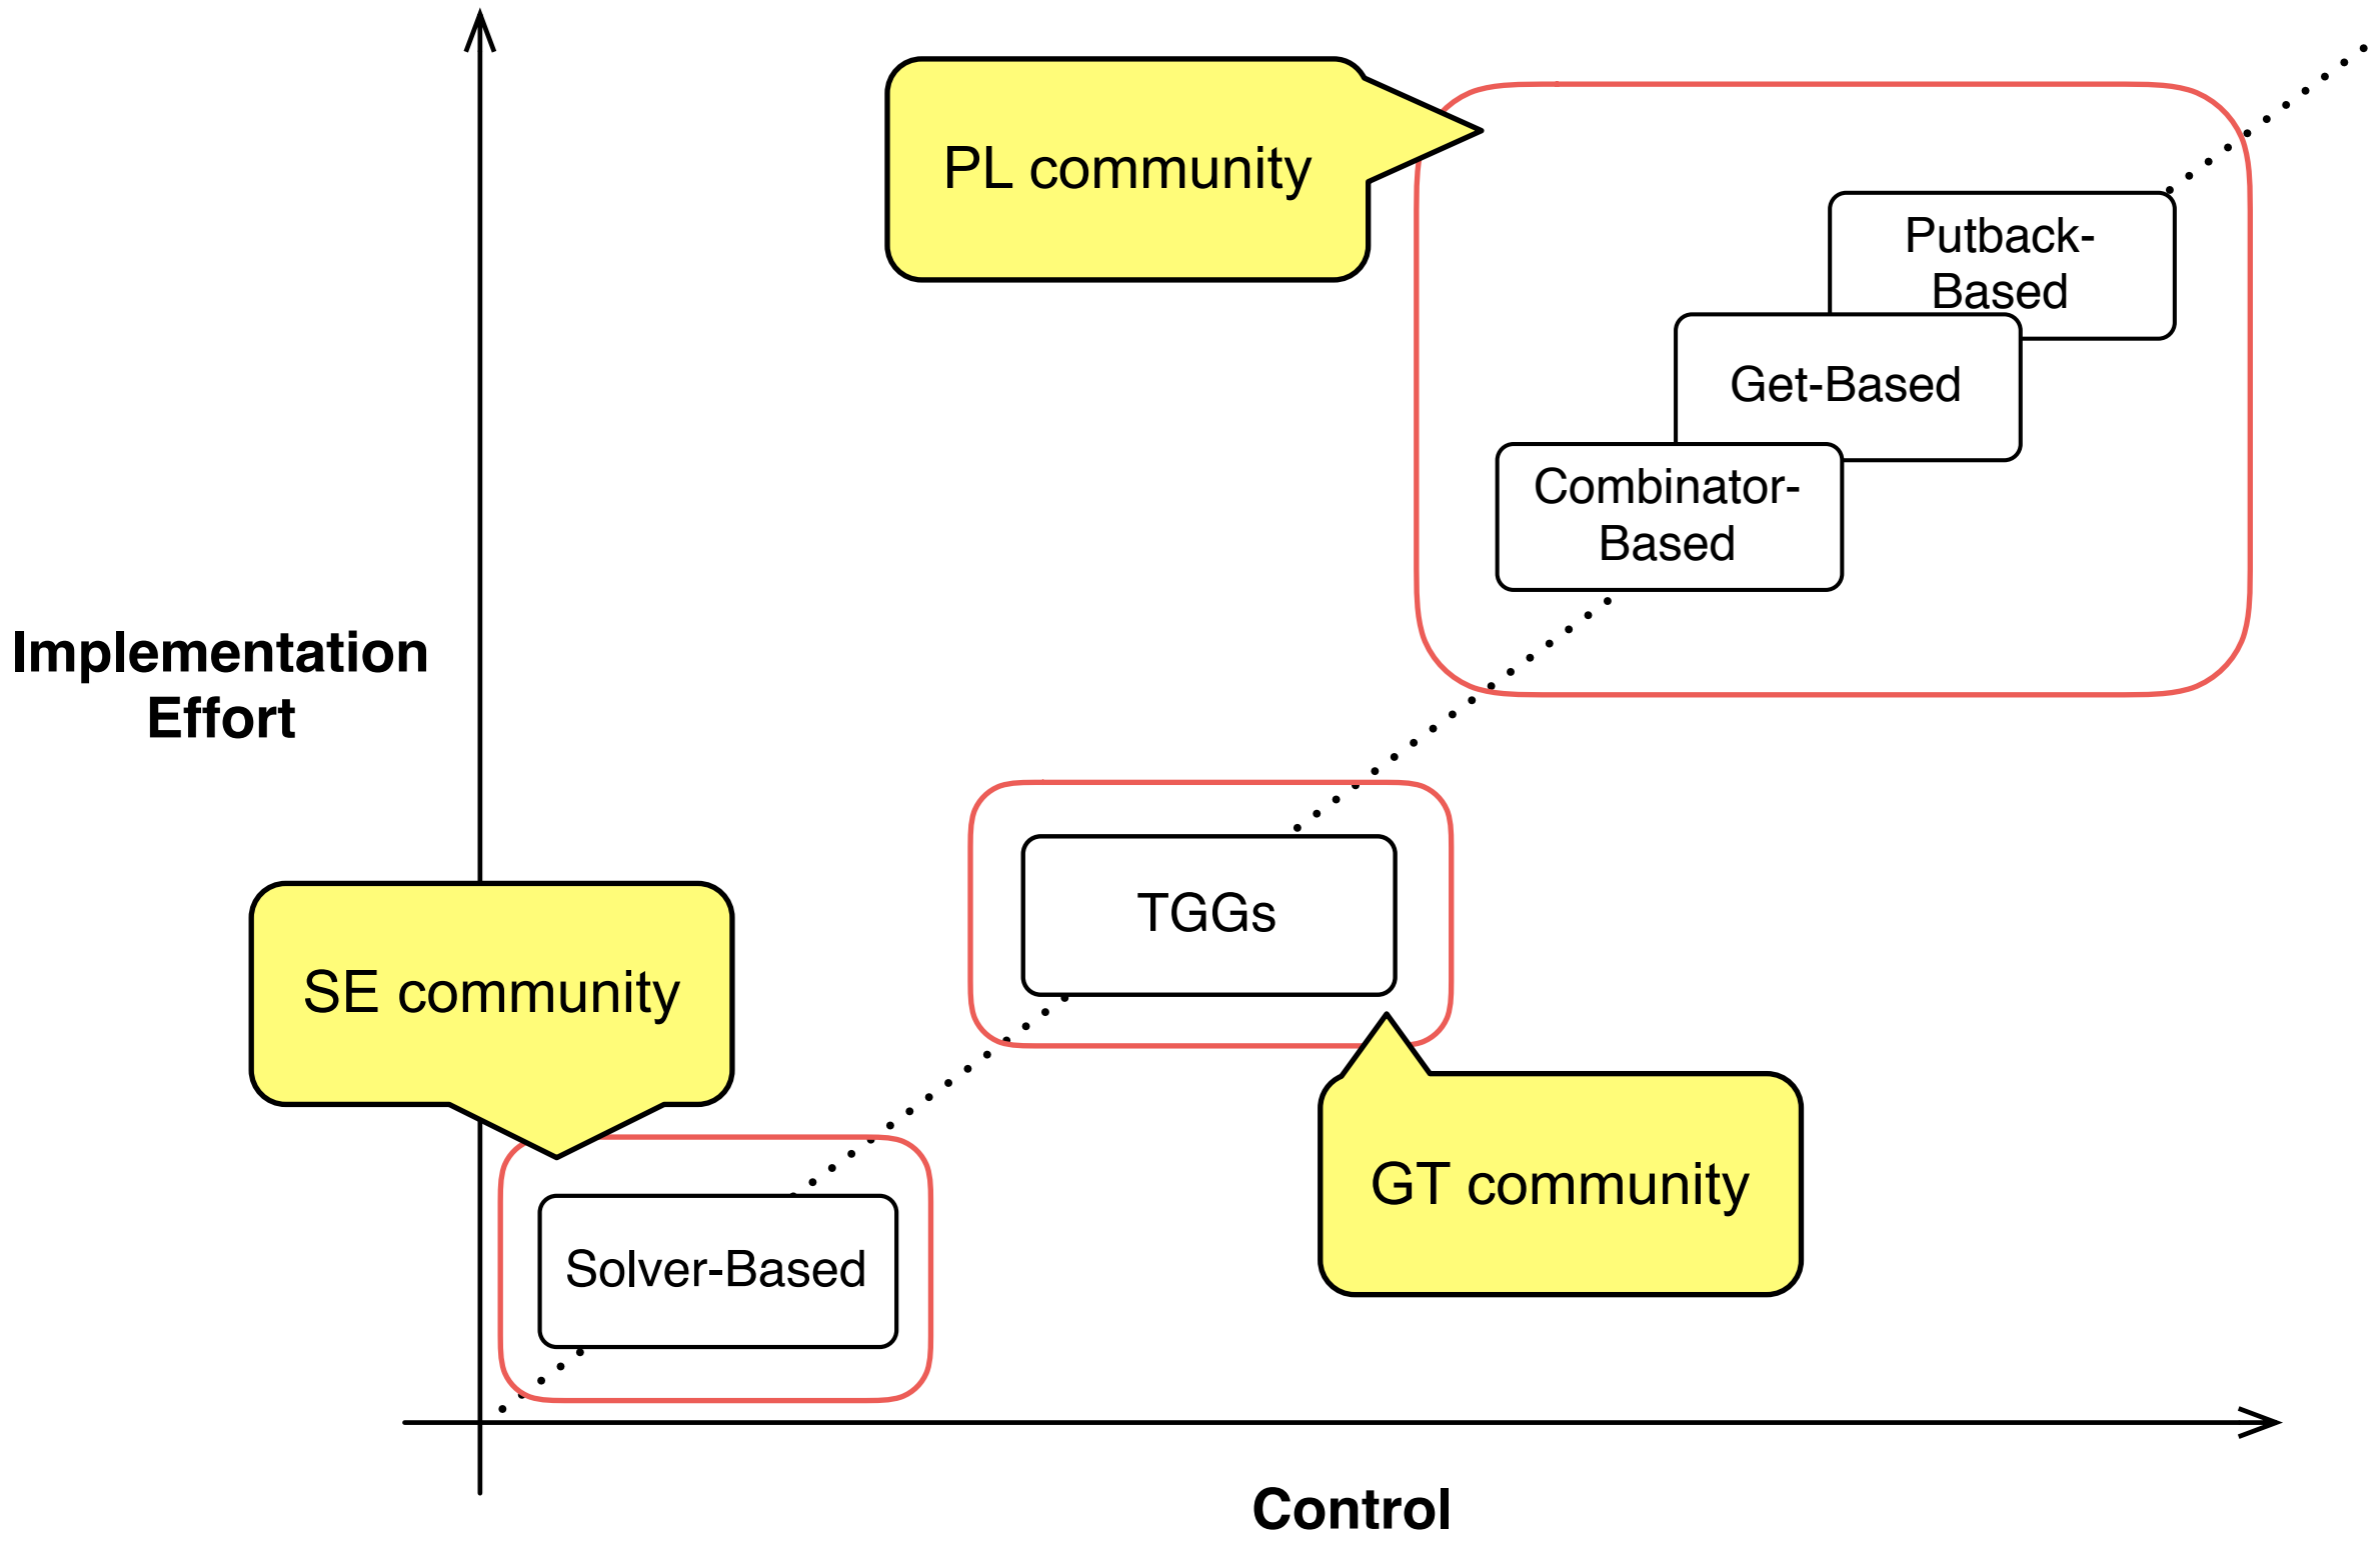 PL community
Putback-
Based
Get-Based
Combinator-
Based
Implementation
Effort
TGGs
SE community
GT community
Solver-Based
Control